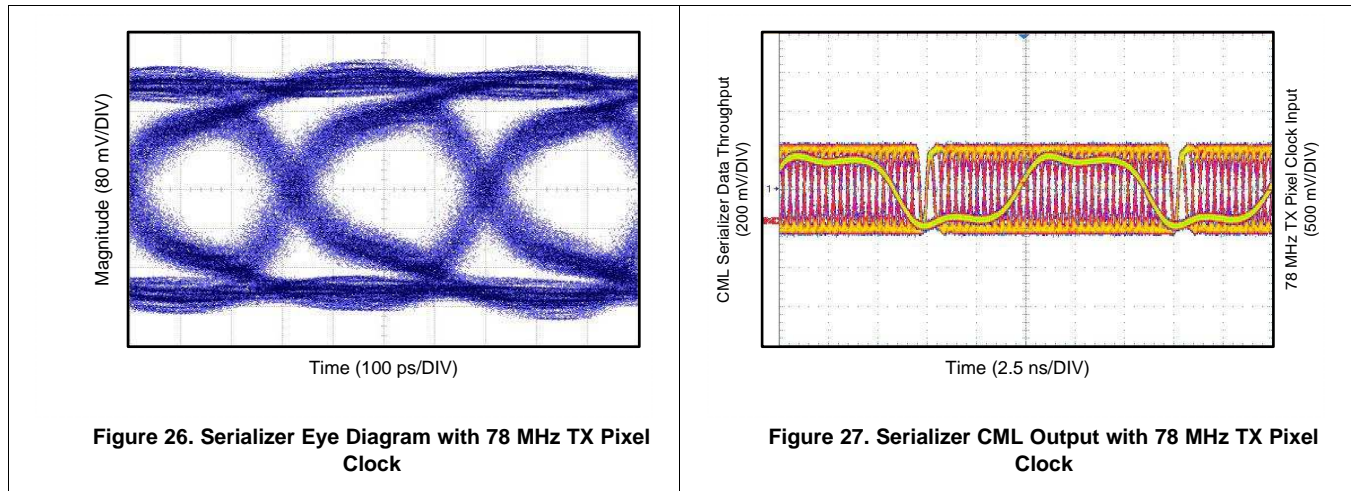 Magnitude (80 mV/DIV)
Time (100 ps/DIV)
Figure 26. Serializer Eye Diagram with 78 MHz TX Pixel
Clock
CML Serializer Data Throughput
(200 mV/DIV)
1
78 MHz TX Pixel Clock Input
(500 mV/DIV)
Time (2.5 ns/DIV)
Figure 27. Serializer CML Output with 78 MHz TX Pixel
Clock